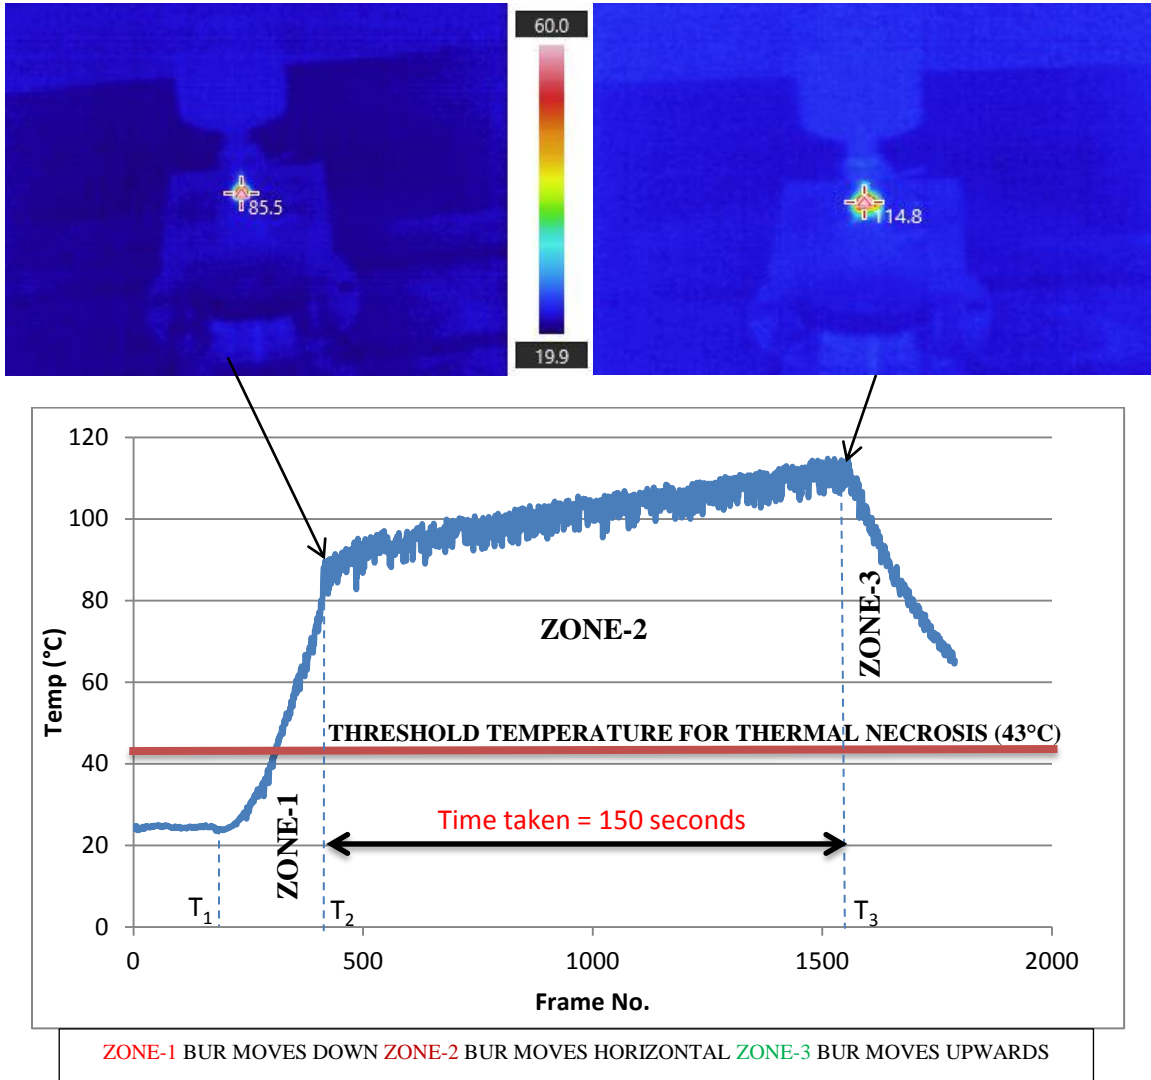 60.0
85.5
114.8
19.9
120
100
80
60
40
20
0
Temp (°C)
ZONE-1
ZONE-2
ZONE-3
THRESHOLD TEMPERATURE FOR THERMAL NECROSIS (43°C)
Time taken = 150 seconds
T1
T2
T3
0 500 1000 1500 2000
Frame No.
ZONE-1 BUR MOVES DOWN ZONE-2 BUR MOVES HORIZONTAL ZONE-3 BUR MOVES UPWARDS